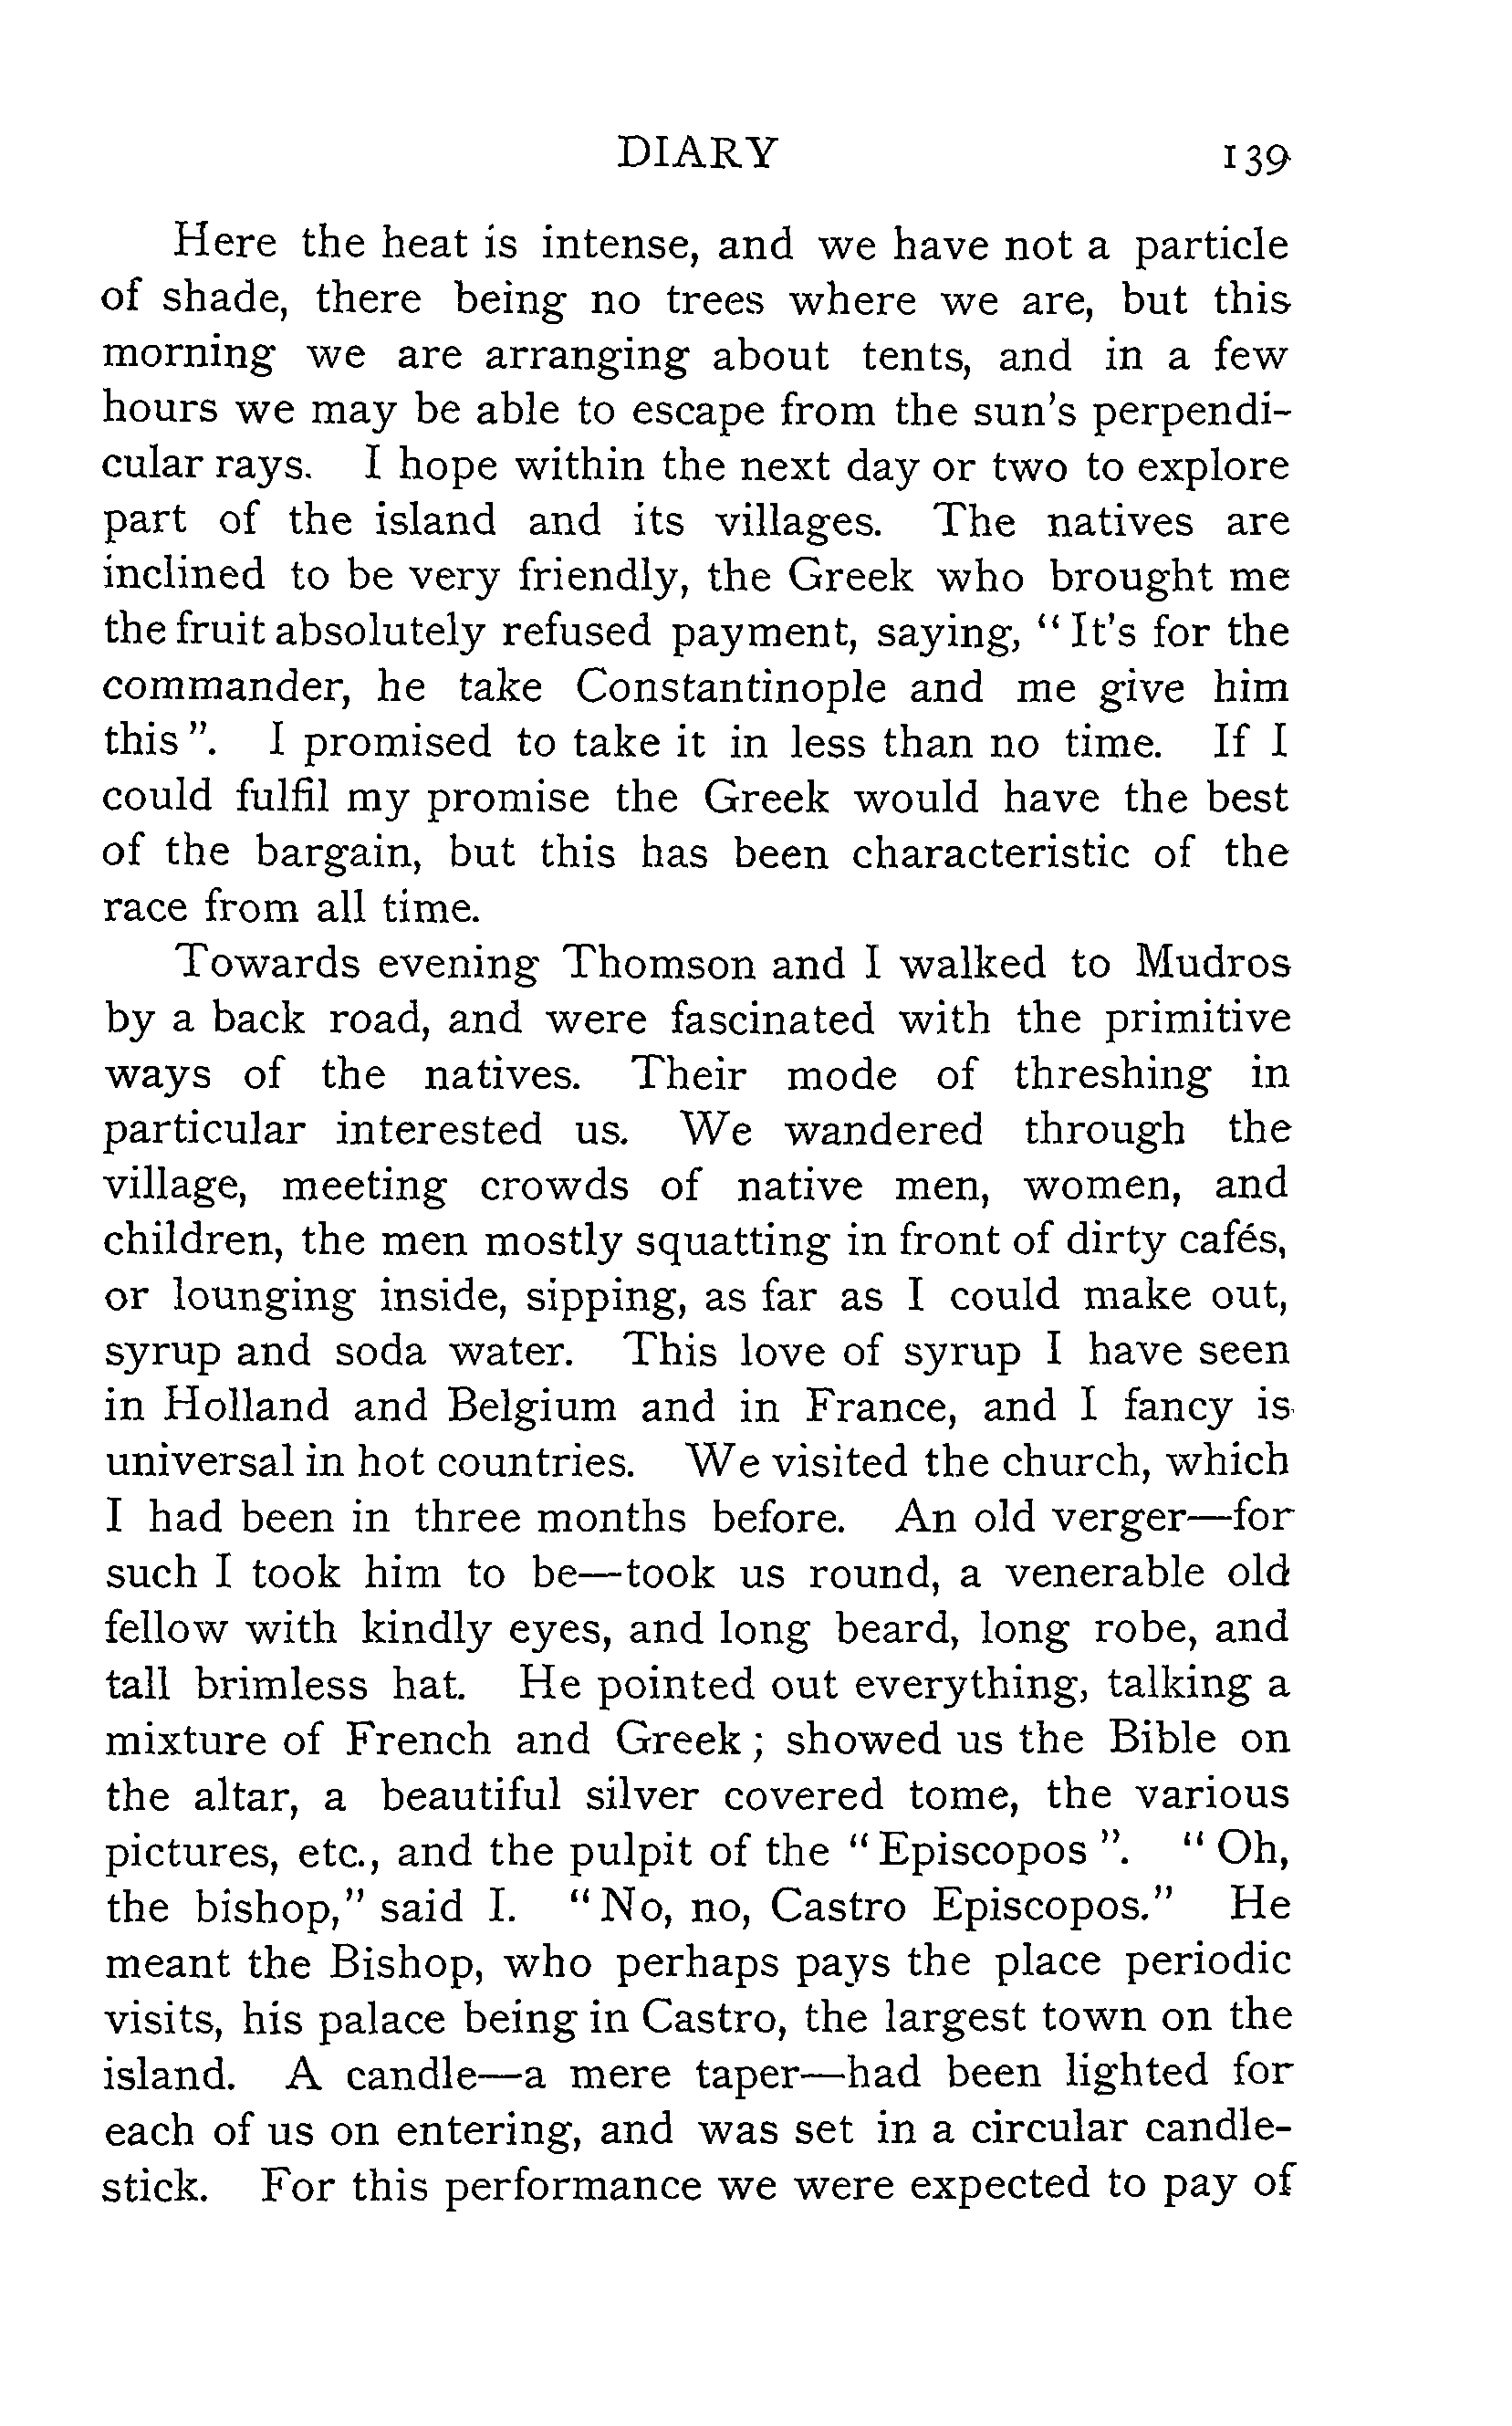 DIARY 139
Here the heat is intense, and we have not a particle
of shade, there being no trees where we are, but this
morning we are arranging about tents, and in a few
hours we may be able to escape from the sun's perpendi-
cular rays. I hope within the next day or two to explore
part of the island and its villages. The natives are
inclined to be very friendly, the Greek who brought me
the fruit absolutely refused payment, saying, “ It's for the
commander, he take Constantinople and me give him
this ”. I promised to take it in less than no time. If I
could fulfil my promise the Greek would have the best
of the bargain, but this has been characteristic of the
race from all time.
Towards evening Thomson and I walked to Mudros
by a back road, and were fascinated with the primitive
ways of the natives. Their mode of threshing in
particular interested us. We wandered through the
village, meeting crowds of native men, women, and
children, the men mostly squatting in front of dirty cafés,
or lounging inside, sipping, as far as I could make out,
syrup and soda water. This love of syrup I have seen
in Holland and Belgium and in France, and I fancy is
universal in hot countries. We visited the church, which
I had been in three months before. An old verger—for
such I took him to be—took us round, a venerable old
fellow with kindly eyes, and long beard, long robe, and
tall brimless hat. He pointed out everything, talking a
mixture of French and Greek ; showed us the Bible on
the altar, a beautiful silver covered tome, the various
pictures, etc., and the pulpit of the “ Episcopos ”. “ Oh,
the bishop,” said I. “ No, no, Castro Episcopos.” He
meant the Bishop, who perhaps pays the place periodic
visits, his palace being in Castro, the largest town on the
island. A candle—a mere taper—had been lighted for
each of us on entering, and was set in a circular candle-
stick. For this performance we were expected to pay of